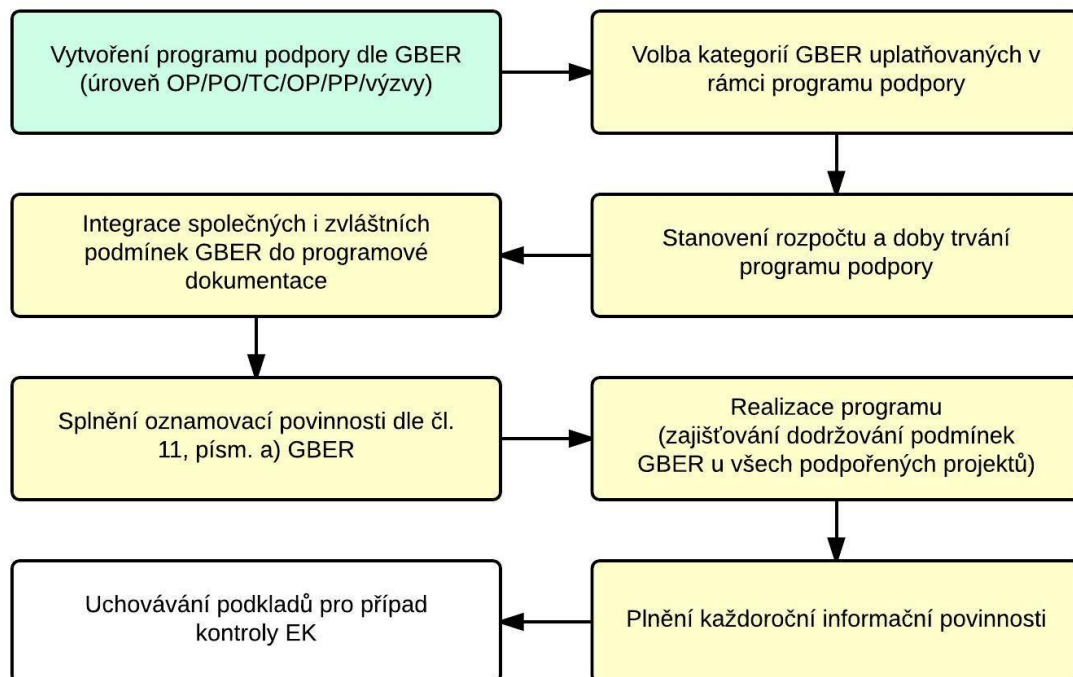 Vytvoření programu podpory dle GBER
(úroveň OP/PO/TC/OP/PP/výzvy)
Volba kategorií GBER uplatňovaných v
rámci programu podpory
Stanovení rozpočtu a doby trvání
programu podpory
Integrace společných i zvláštních
podmínek GBER do programové
dokumentace
Splnění oznamovací povinnosti dle čl.
11, písm. a) GBER
Realizace programu
(zajišťování dodržování podmínek
GBER u všech podpořených projektů)
Plnění každoroční informační povinnosti
Uchovávání podkladů pro případ
kontroly EK